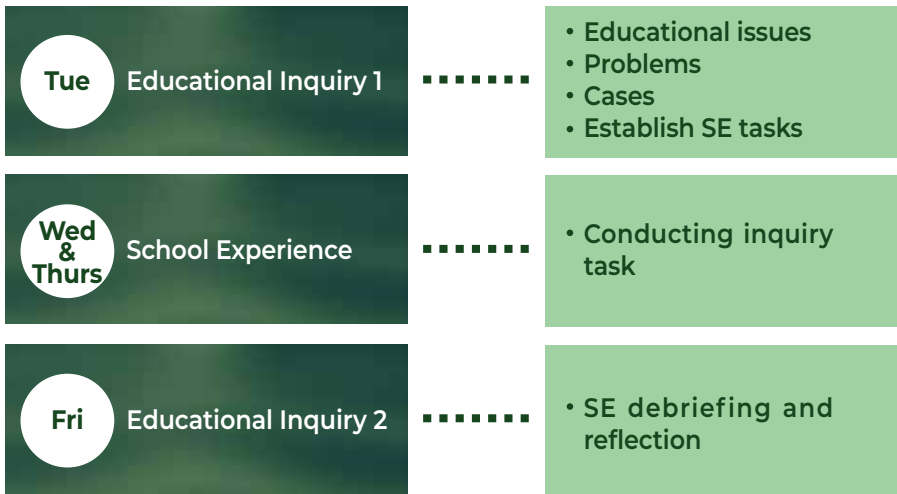 Tue
Educational Inquiry 1
• Educational issues
• Problems
• Cases
• Establish SE tasks
Wed
&
Thurs
School Experience
• Conducting inquiry
task
Fri
Educational Inquiry 2
• SE debriefing and
reflection